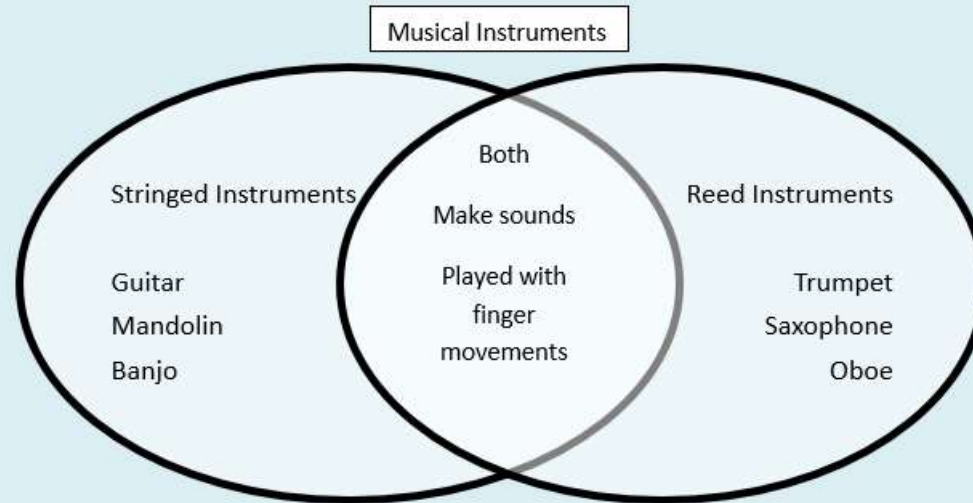 Musical Instruments
Stringed Instruments
Guitar
Mandolin
Banjo
Both
Make sounds
Played with
finger
movements
Reed Instruments
Trumpet
Saxophone
Oboe